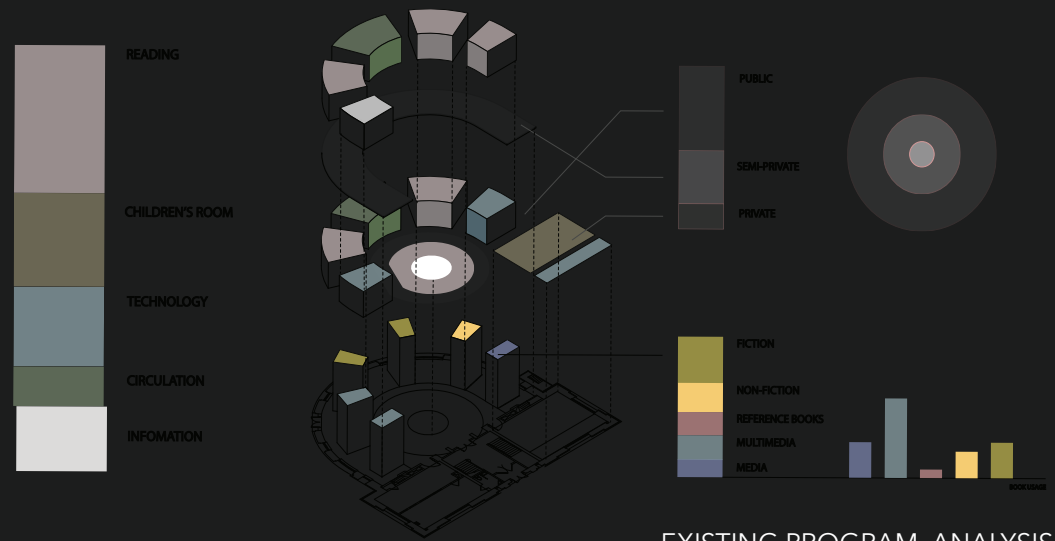 READING
CHILDREN'S ROOM
TECHNOLOGY
CIRCULATION
INFOMATION
PUBLIC
SEMI-PRIVATE
PRIVATE
FICTION
NON-FICTION
REFERENCE BOOKS
MULTIMEDIA
MEDIA
BOOK USAGE
EXISTING PROGRAM ANALYSIS